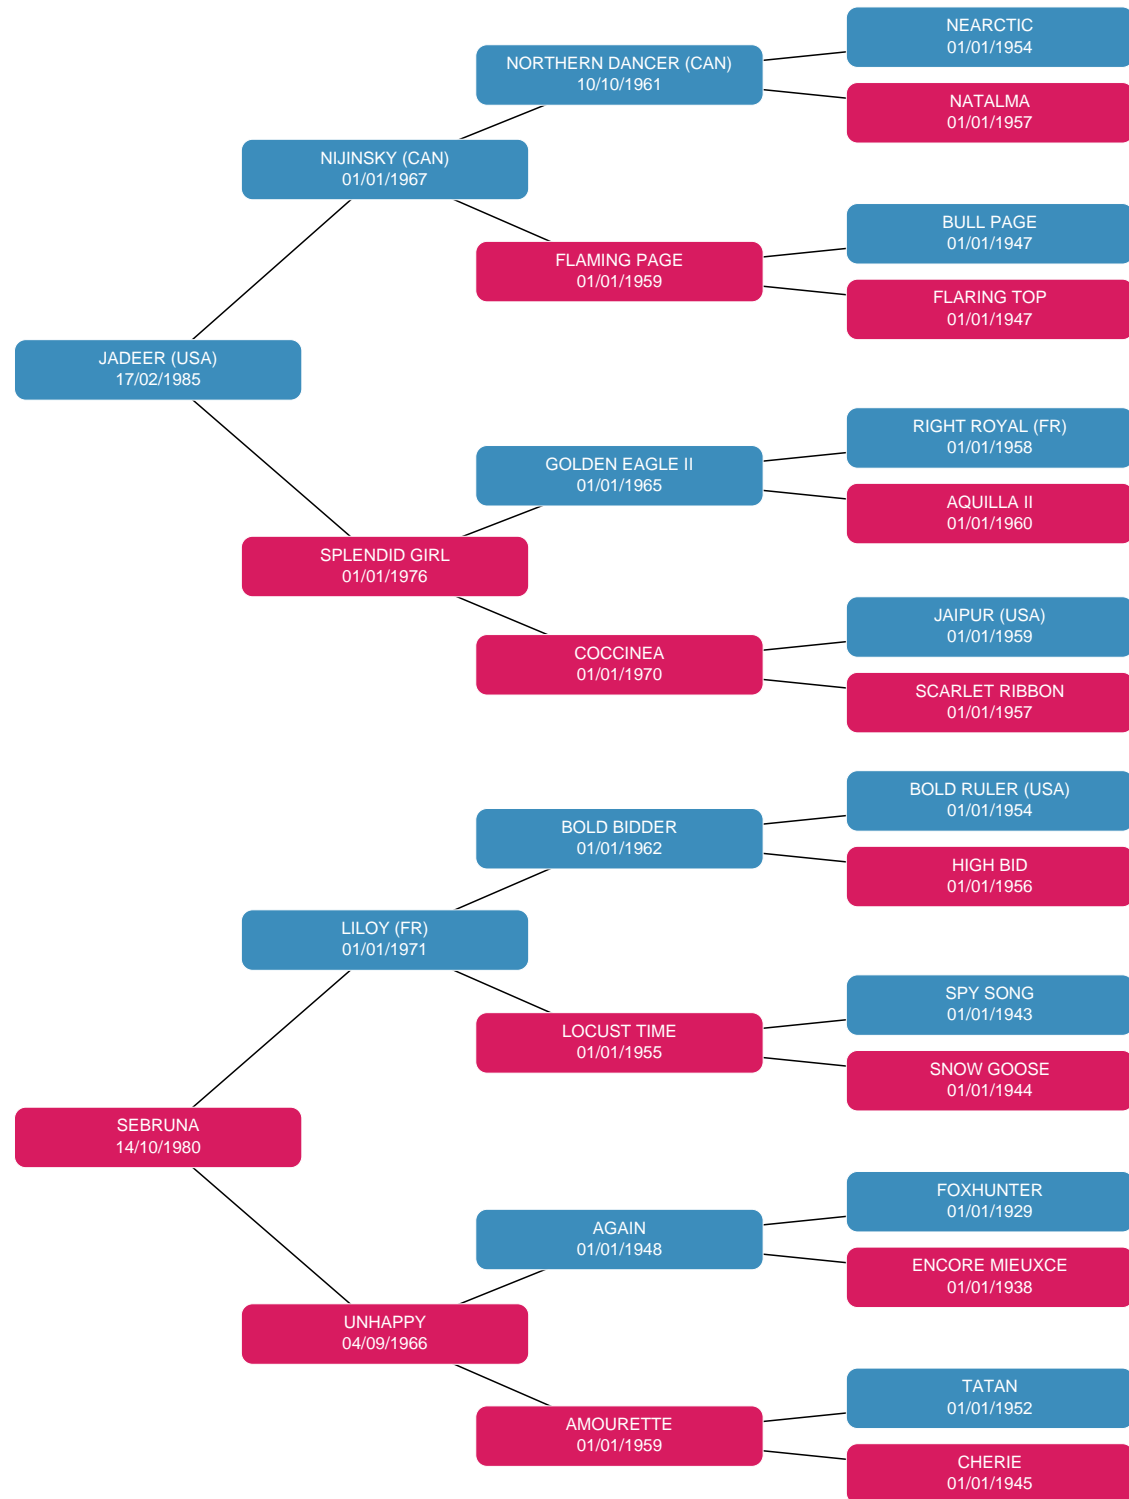 NEARCTIC
01/01/1954
NORTHERN DANCER (CAN)
10/10/1961
NATALMA
01/01/1957
NIJINSKY (CAN)
01/01/1967
BULL PAGE
01/01/1947
FLAMING PAGE
01/01/1959
FLARING TOP
01/01/1947
JADEER (USA)
17/02/1985
RIGHT ROYAL (FR)
01/01/1958
GOLDEN EAGLE II
01/01/1965
AQUILLA II
01/01/1960
SPLENDID GIRL
01/01/1976
JAIPUR (USA)
01/01/1959
COCCINEA
01/01/1970
SCARLET RIBBON
01/01/1957
BOLD RULER (USA)
01/01/1954
BOLD BIDDER
01/01/1962
HIGH BID
01/01/1956
LILOY (FR)
01/01/1971
SPY SONG
01/01/1943
LOCUST TIME
01/01/1955
SNOW GOOSE
01/01/1944
SEBRUNA
14/10/1980
FOXHUNTER
01/01/1929
AGAIN
01/01/1948
ENCORE MIEUXCE
01/01/1938
UNHAPPY
04/09/1966
TATAN
01/01/1952
AMOURETTE
01/01/1959
CHERIE
01/01/1945